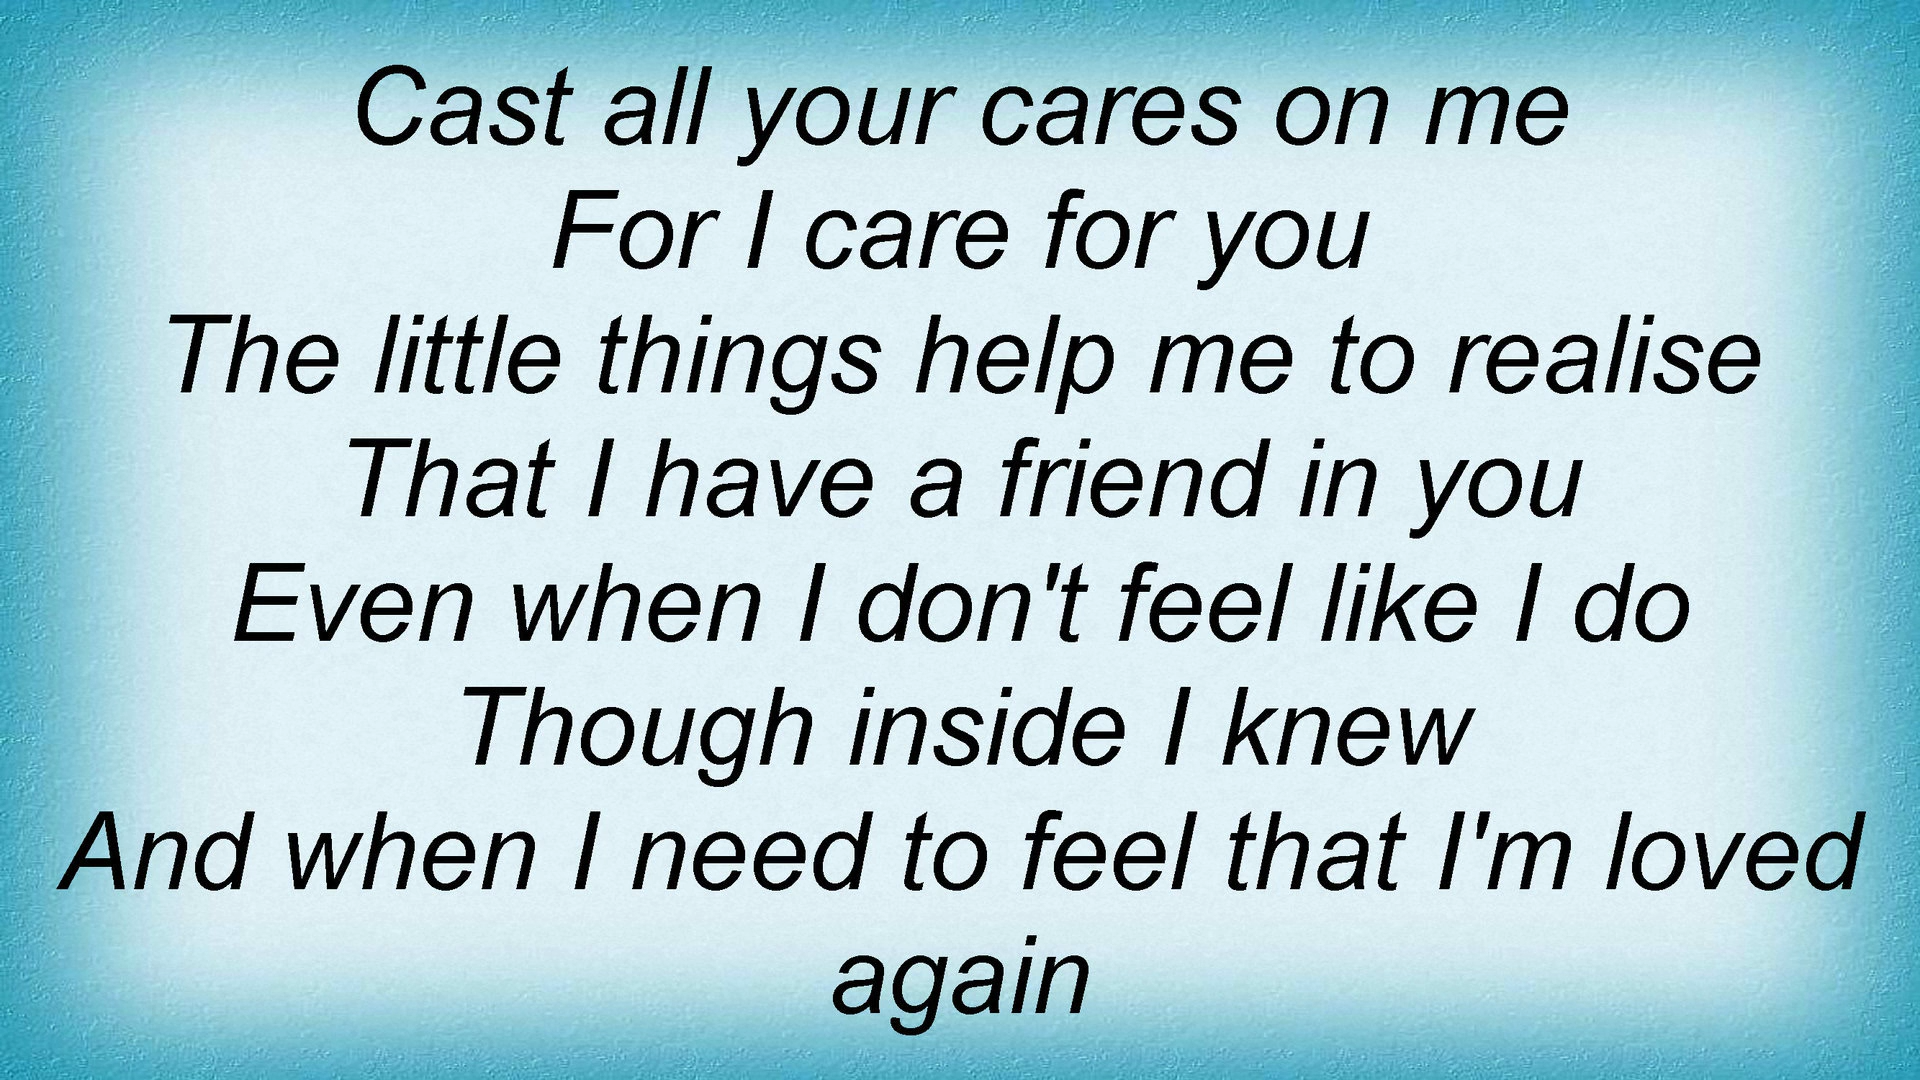 Cast all your cares on me
For I care for you
The little things help me to realise
That I have a friend in you
Even when I don't feel like I do
Though inside I knew
And when I need to feel that I'm loved
again